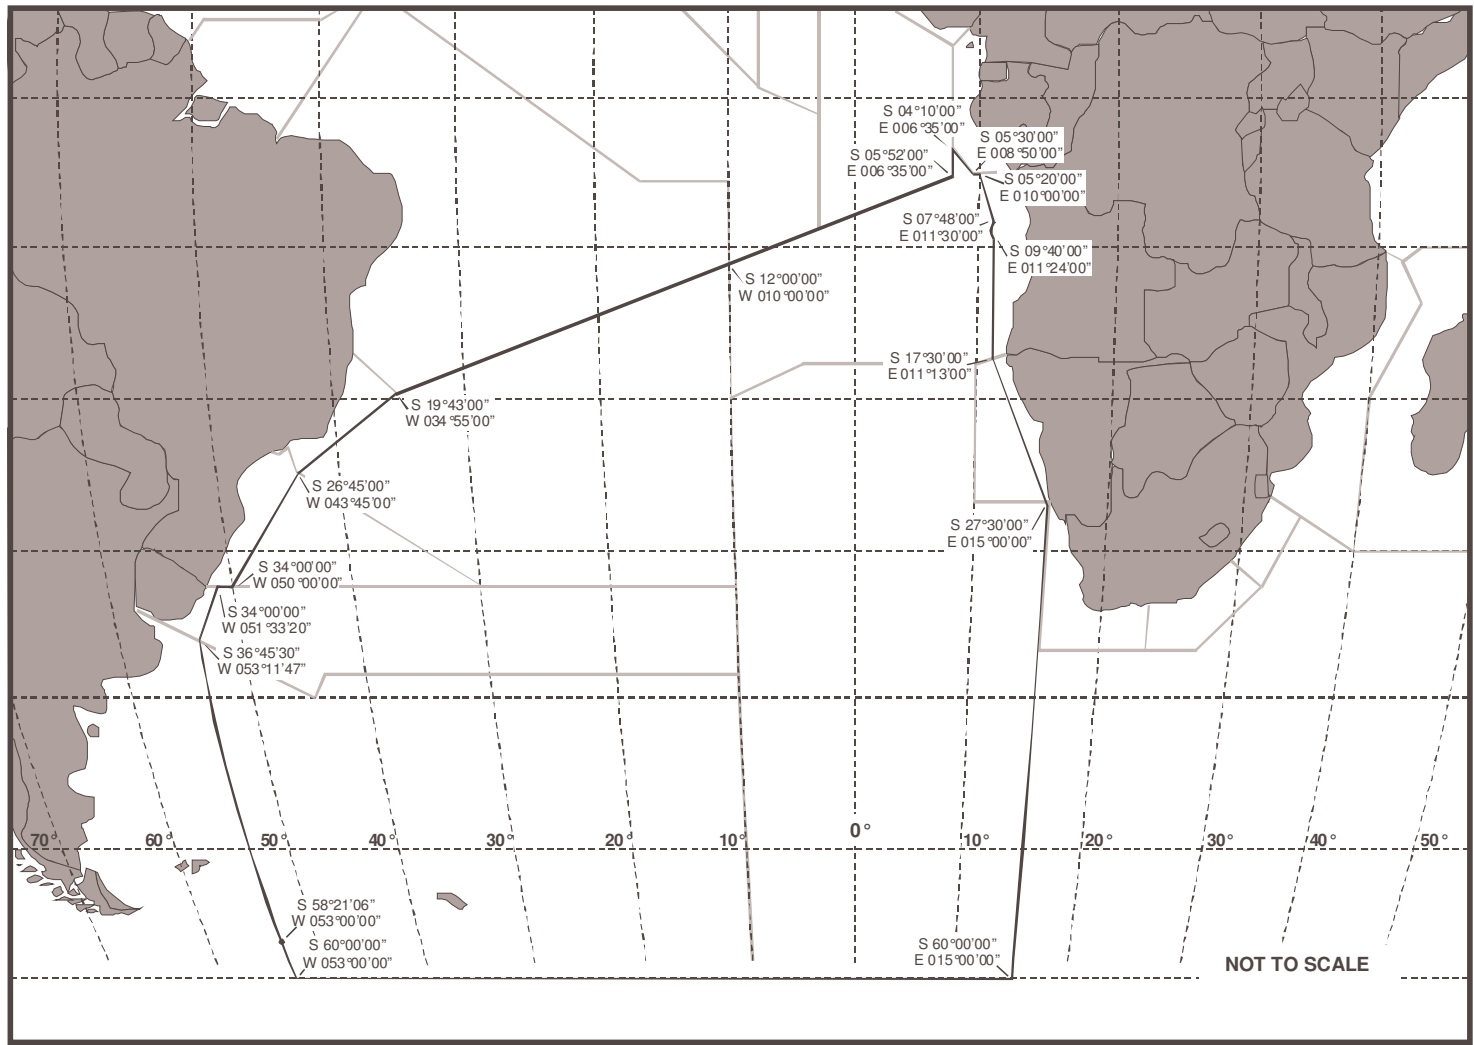 S 04°10'00"
E 006°35'00"
S 05°30'00"
E 008°50'00"
S 05°52'00"
E 006°35'00"
S 05°20'00"
E 010°00'00"
S 07°48'00"
E 011°30'00"
S 09°40'00"
E 011°24'00"
S 12°00'00"
W 010°00'00"
S 17°30'00"
E 011°13'00"
S 19°43'00"
W 034°55'00"
S 26°45'00"
W 043°45'00"
S 27°30'00"
E 015°00'00"
S 34°00'00"
W 050°00'00"
S 34°00'00"
W 051°33'20"
S 36°45'30"
W 053°11'47"
70° 60° 50° 40° 30° 20° 10° 0° 10° 20° 30° 40° 50°
S 58°21'06"
W 053°00'00"
S 60°00'00"
W 053°00'00"
S 60°00'00"
E 015°00'00"
NOT TO SCALE